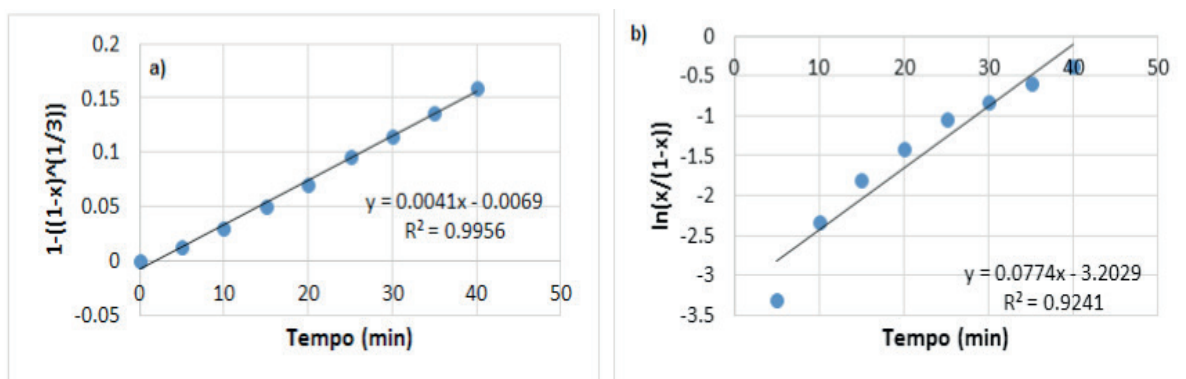 a)
1-((1-x)^(1/3))
0.2
0.15
0.1
0.05
0
-0.05
0 10 20 30 40 50
y = 0.0041x - 0.0069
R² = 0.9956
Tempo (min)
b)
ln(x/(1-x))
0
-0.5
-1
-1.5
-2
-2.5
-3
-3.5
0 10 20 30 40 50
y = 0.0774x - 3.2029
R² = 0.9241
Tempo (min)